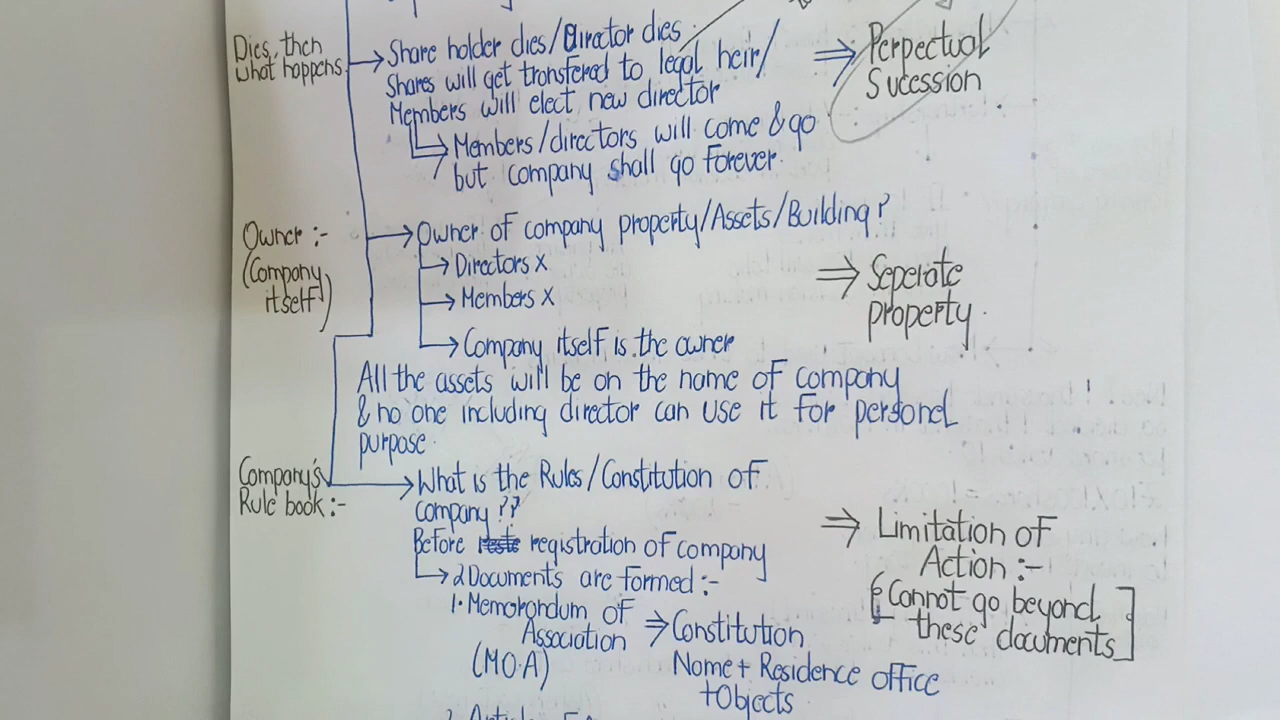 Dies, then
what happens
Share holder dies/Director dies
Shares will get transferred to legal heir/
Members will elect new director
Members/directors will come & go
but company shall go forever.
⇒ Perpectual
Sucession
Owner :-
(Company
itself)
Owner of company property/Assets/Building?
Directors X
Members X
Company itself is the owner
⇒ Seperate
property.
All the assets will be on the name of company
& no one including director can use it for personel
purpose.
Company's
Rule book :-
What is the Rules/Constitution of
company ??
Before registration of company
2 Documents are formed :-
1. Memorandum of
Association
(M.O.A)
⇒ Constitution
Name + Residence office
+Objects
⇒ Limitation of
Action :-
[Cannot go beyond
these documents]